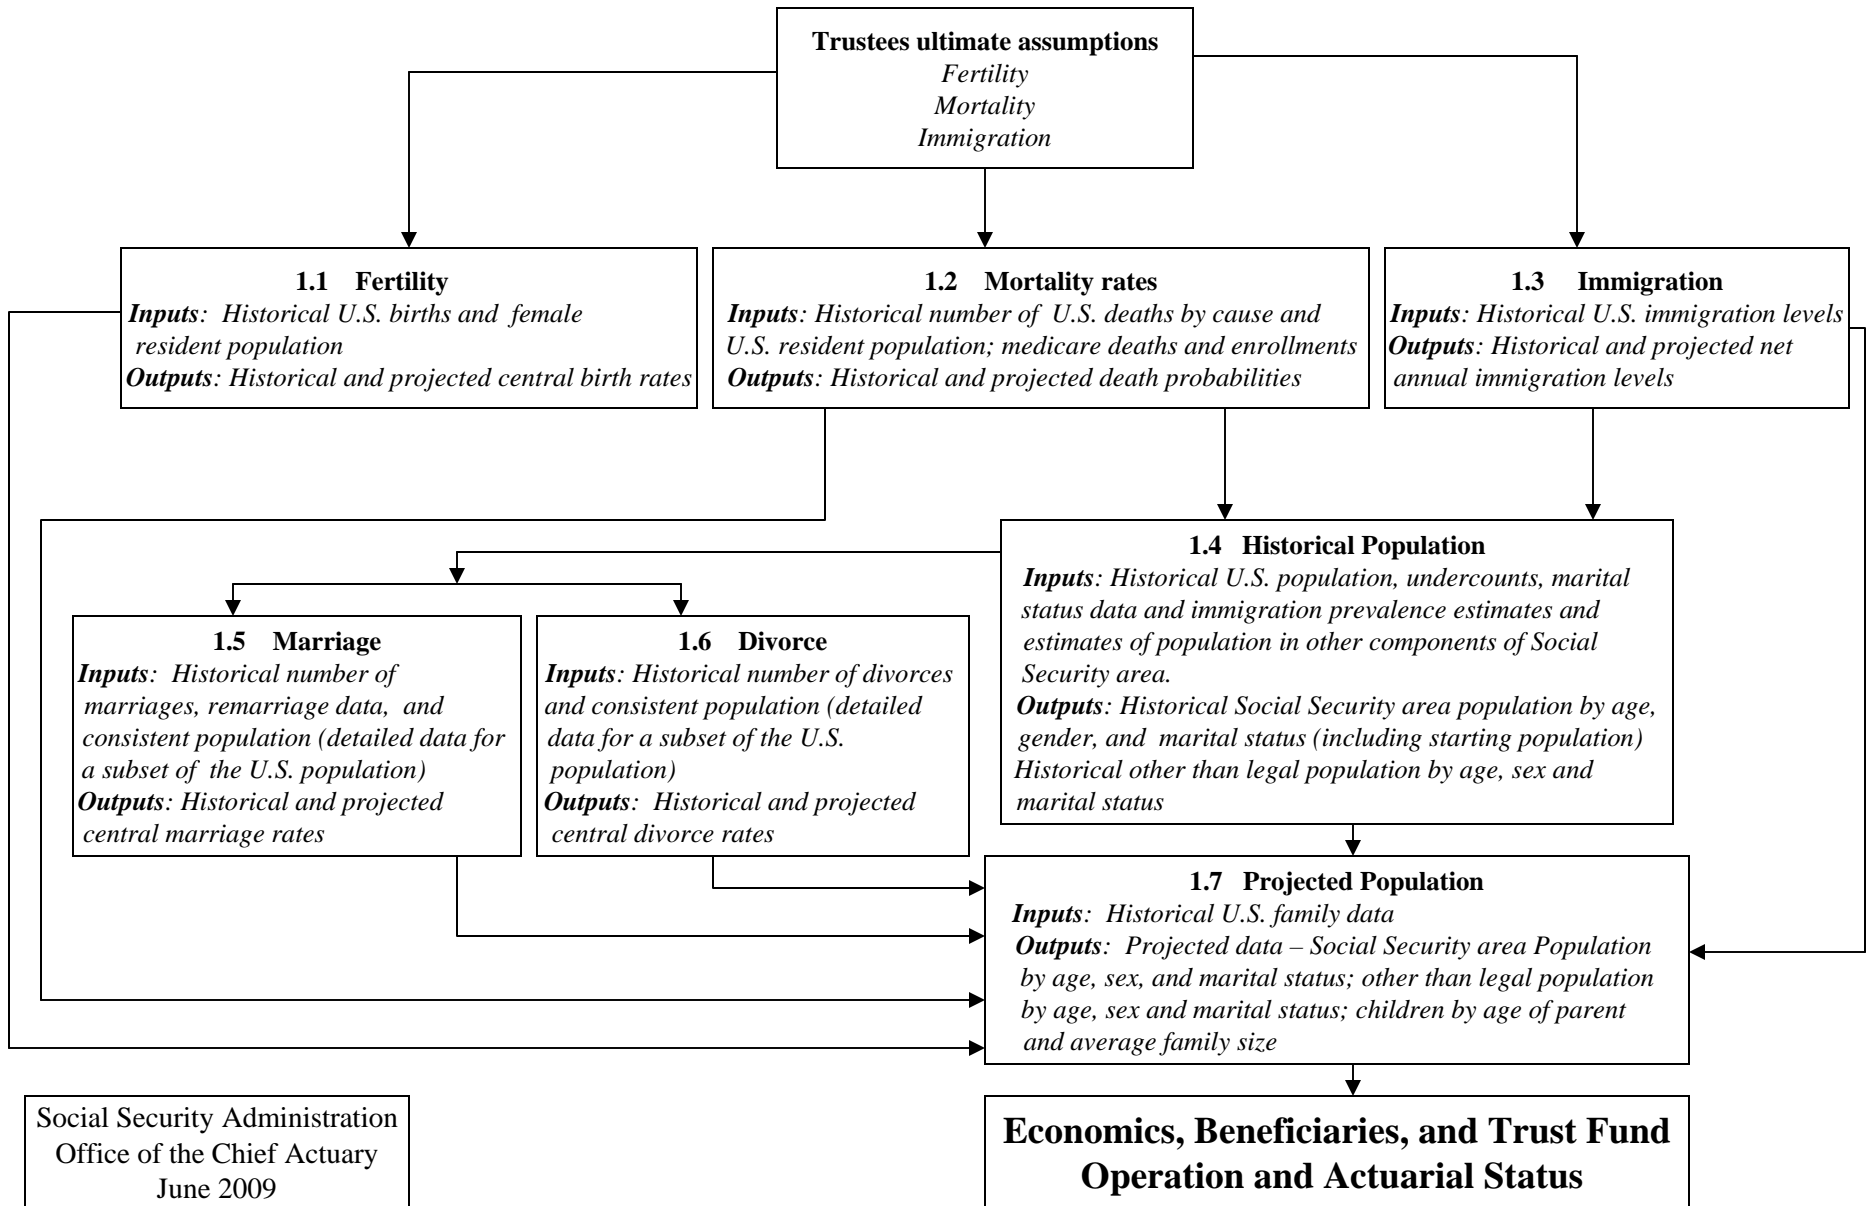 Trustees ultimate assumptions
Fertility
Mortality
Immigration
1.1 Fertility
Inputs: Historical U.S. births and female
resident population
Outputs: Historical and projected central birth rates
1.2 Mortality rates
Inputs: Historical number of U.S. deaths by cause and
U.S. resident population; medicare deaths and enrollments
Outputs: Historical and projected death probabilities
1.3 Immigration
Inputs: Historical U.S. immigration levels
Outputs: Historical and projected net
annual immigration levels
1.4 Historical Population
Inputs: Historical U.S. population, undercounts, marital
status data and immigration prevalence estimates and
estimates of population in other components of Social
Security area.
Outputs: Historical Social Security area population by age,
gender, and marital status (including starting population)
Historical other than legal population by age, sex and
marital status
1.5 Marriage
Inputs: Historical number of
marriages, remarriage data, and
consistent population (detailed data for
a subset of the U.S. population)
Outputs: Historical and projected
central marriage rates
1.6 Divorce
Inputs: Historical number of divorces
and consistent population (detailed
data for a subset of the U.S.
population)
Outputs: Historical and projected
central divorce rates
1.7 Projected Population
Inputs: Historical U.S. family data
Outputs: Projected data – Social Security area Population
by age, sex, and marital status; other than legal population
by age, sex and marital status; children by age of parent
and average family size
Social Security Administration
Office of the Chief Actuary
June 2009
Economics, Beneficiaries, and Trust Fund
Operation and Actuarial Status